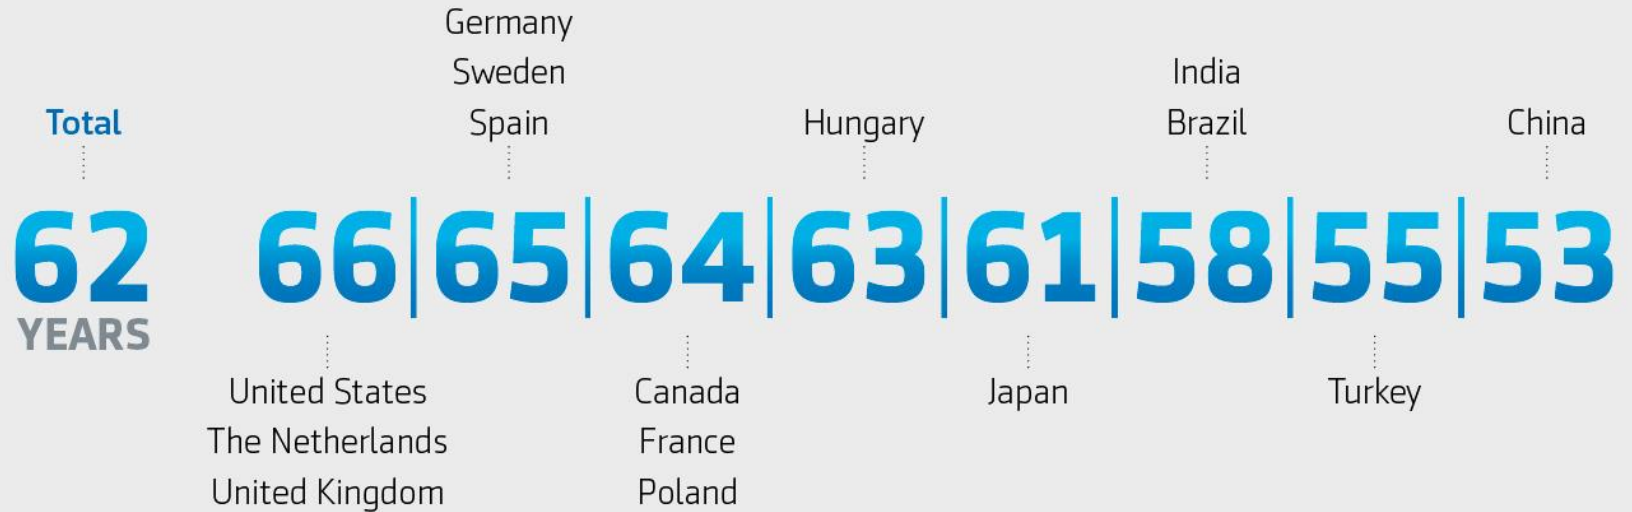 Germany
Sweden
India
Total
Spain
Hungary
Brazil
China
62
66
65
64
63
61
58
55
53
YEARS
United States
Canada
Japan
Turkey
The Netherlands
France
United Kingdom
Poland